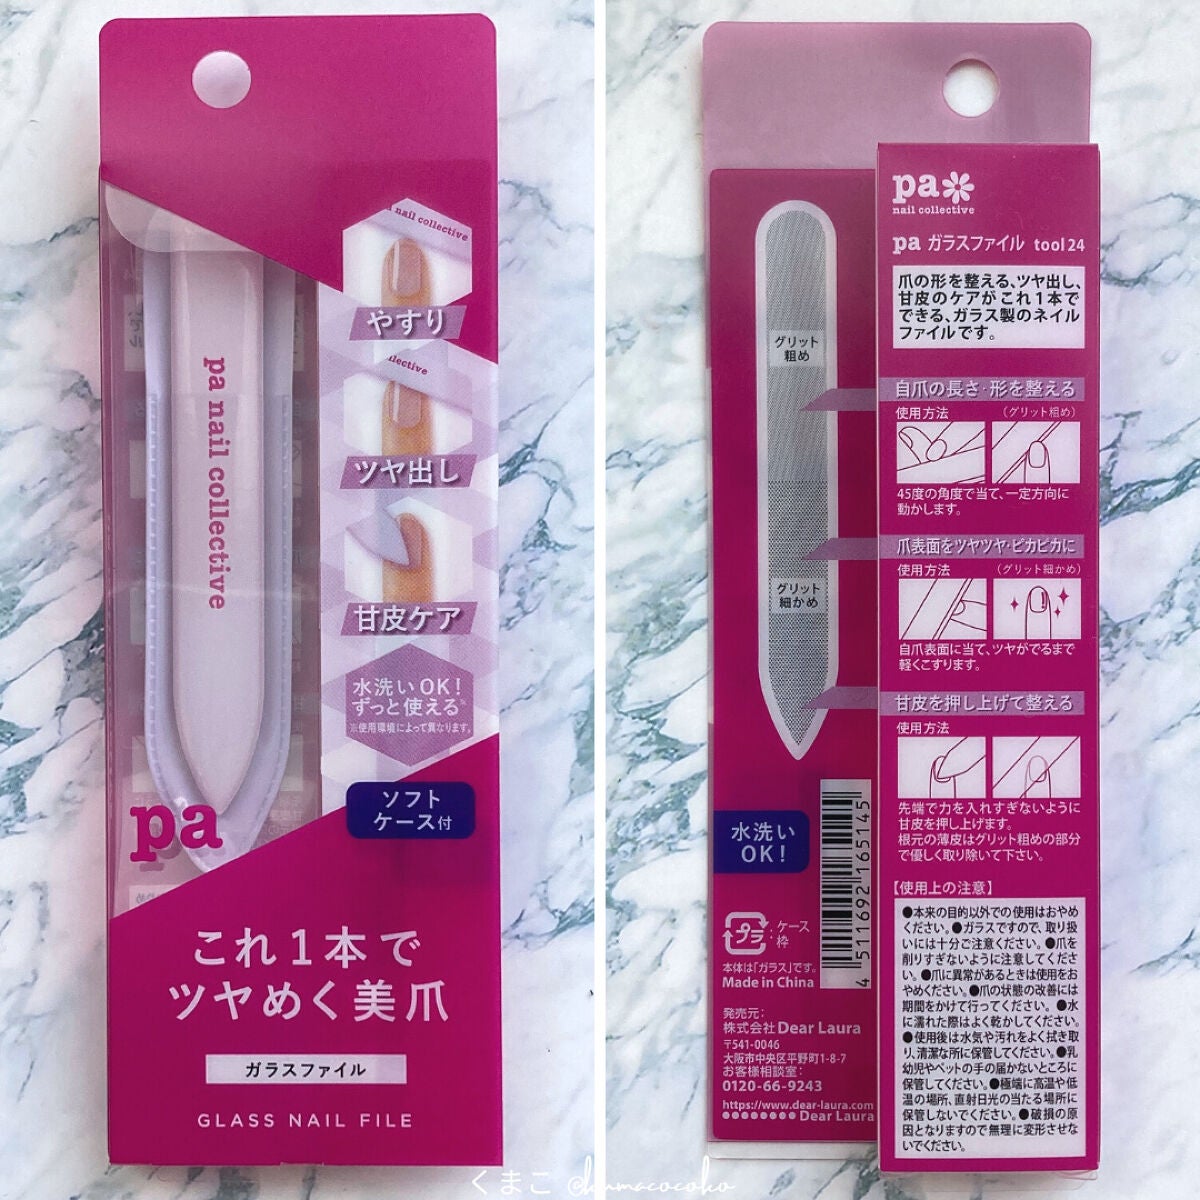 nail collective
やすり
llective
ツヤ出し
甘皮ケア
水洗いOK!
ずっと使える※
※使用環境によって異なります。
ソフト
ケース付
pa nail collective
pa
これ1本で
ツヤめく美爪
ガラスファイル
GLASS NAIL FILE
グリット
粗め
グリット
細かめ
水洗い
OK!
プラ
:ケース
枠
本体は「ガラス」です。
Made in China
4511692165145
発売元:
株式会社Dear Laura
〒541-0046
大阪市中央区平野町1-8-7
お客様相談室:
0120-66-9243
https://www.dear-laura.com
●●●●●●●● Dear Laura
pa
nail collective
pa ガラスファイル tool 24
爪の形を整える、ツヤ出し、
甘皮のケアがこれ1本で
できる、ガラス製のネイル
ファイルです。
自爪の長さ・形を整える
使用方法 (グリット粗め)
45度の角度で当て、一定方向に
動かします。
爪表面をツヤツヤ・ピカピカに
使用方法 (グリット細かめ)
自爪表面に当て、ツヤがでるまで
軽くこすります。
甘皮を押し上げて整える
使用方法
先端で力を入れすぎないように
甘皮を押し上げます。
根元の薄皮はグリット粗めの部分
で優しく取り除いて下さい。
【使用上の注意】
●本来の目的以外での使用はおやめ
ください。●ガラスですので、取り扱
いには十分ご注意ください。●爪を
削りすぎないように注意してくださ
い。●爪に異常があるときは使用をお
やめください。●爪の状態の改善には
期間をかけて行ってください。●水
に濡れた際はよく乾かしてください。
●使用後は水気や汚れをよく拭き取
り、清潔な所に保管してください。●乳
幼児やペットの手の届かないところに
保管してください。●極端に高温や低
温の場所、直射日光の当たる場所に
保管しないでください。●破損の原
因となりますので無理に変形させな
いでください。
くまこ @kumacocoko